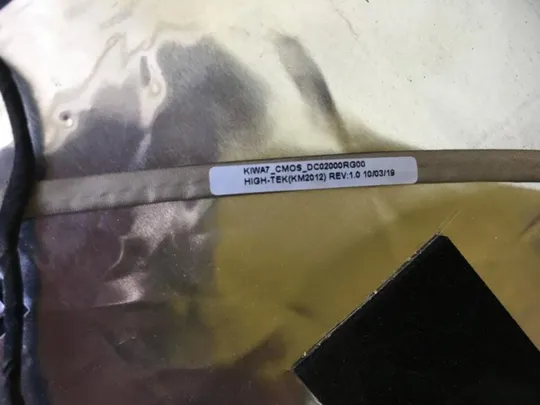 KIWA7_CMOS_DC02000RG00
HIGH-TEK(KM2012) REV:1.0 10/03/19